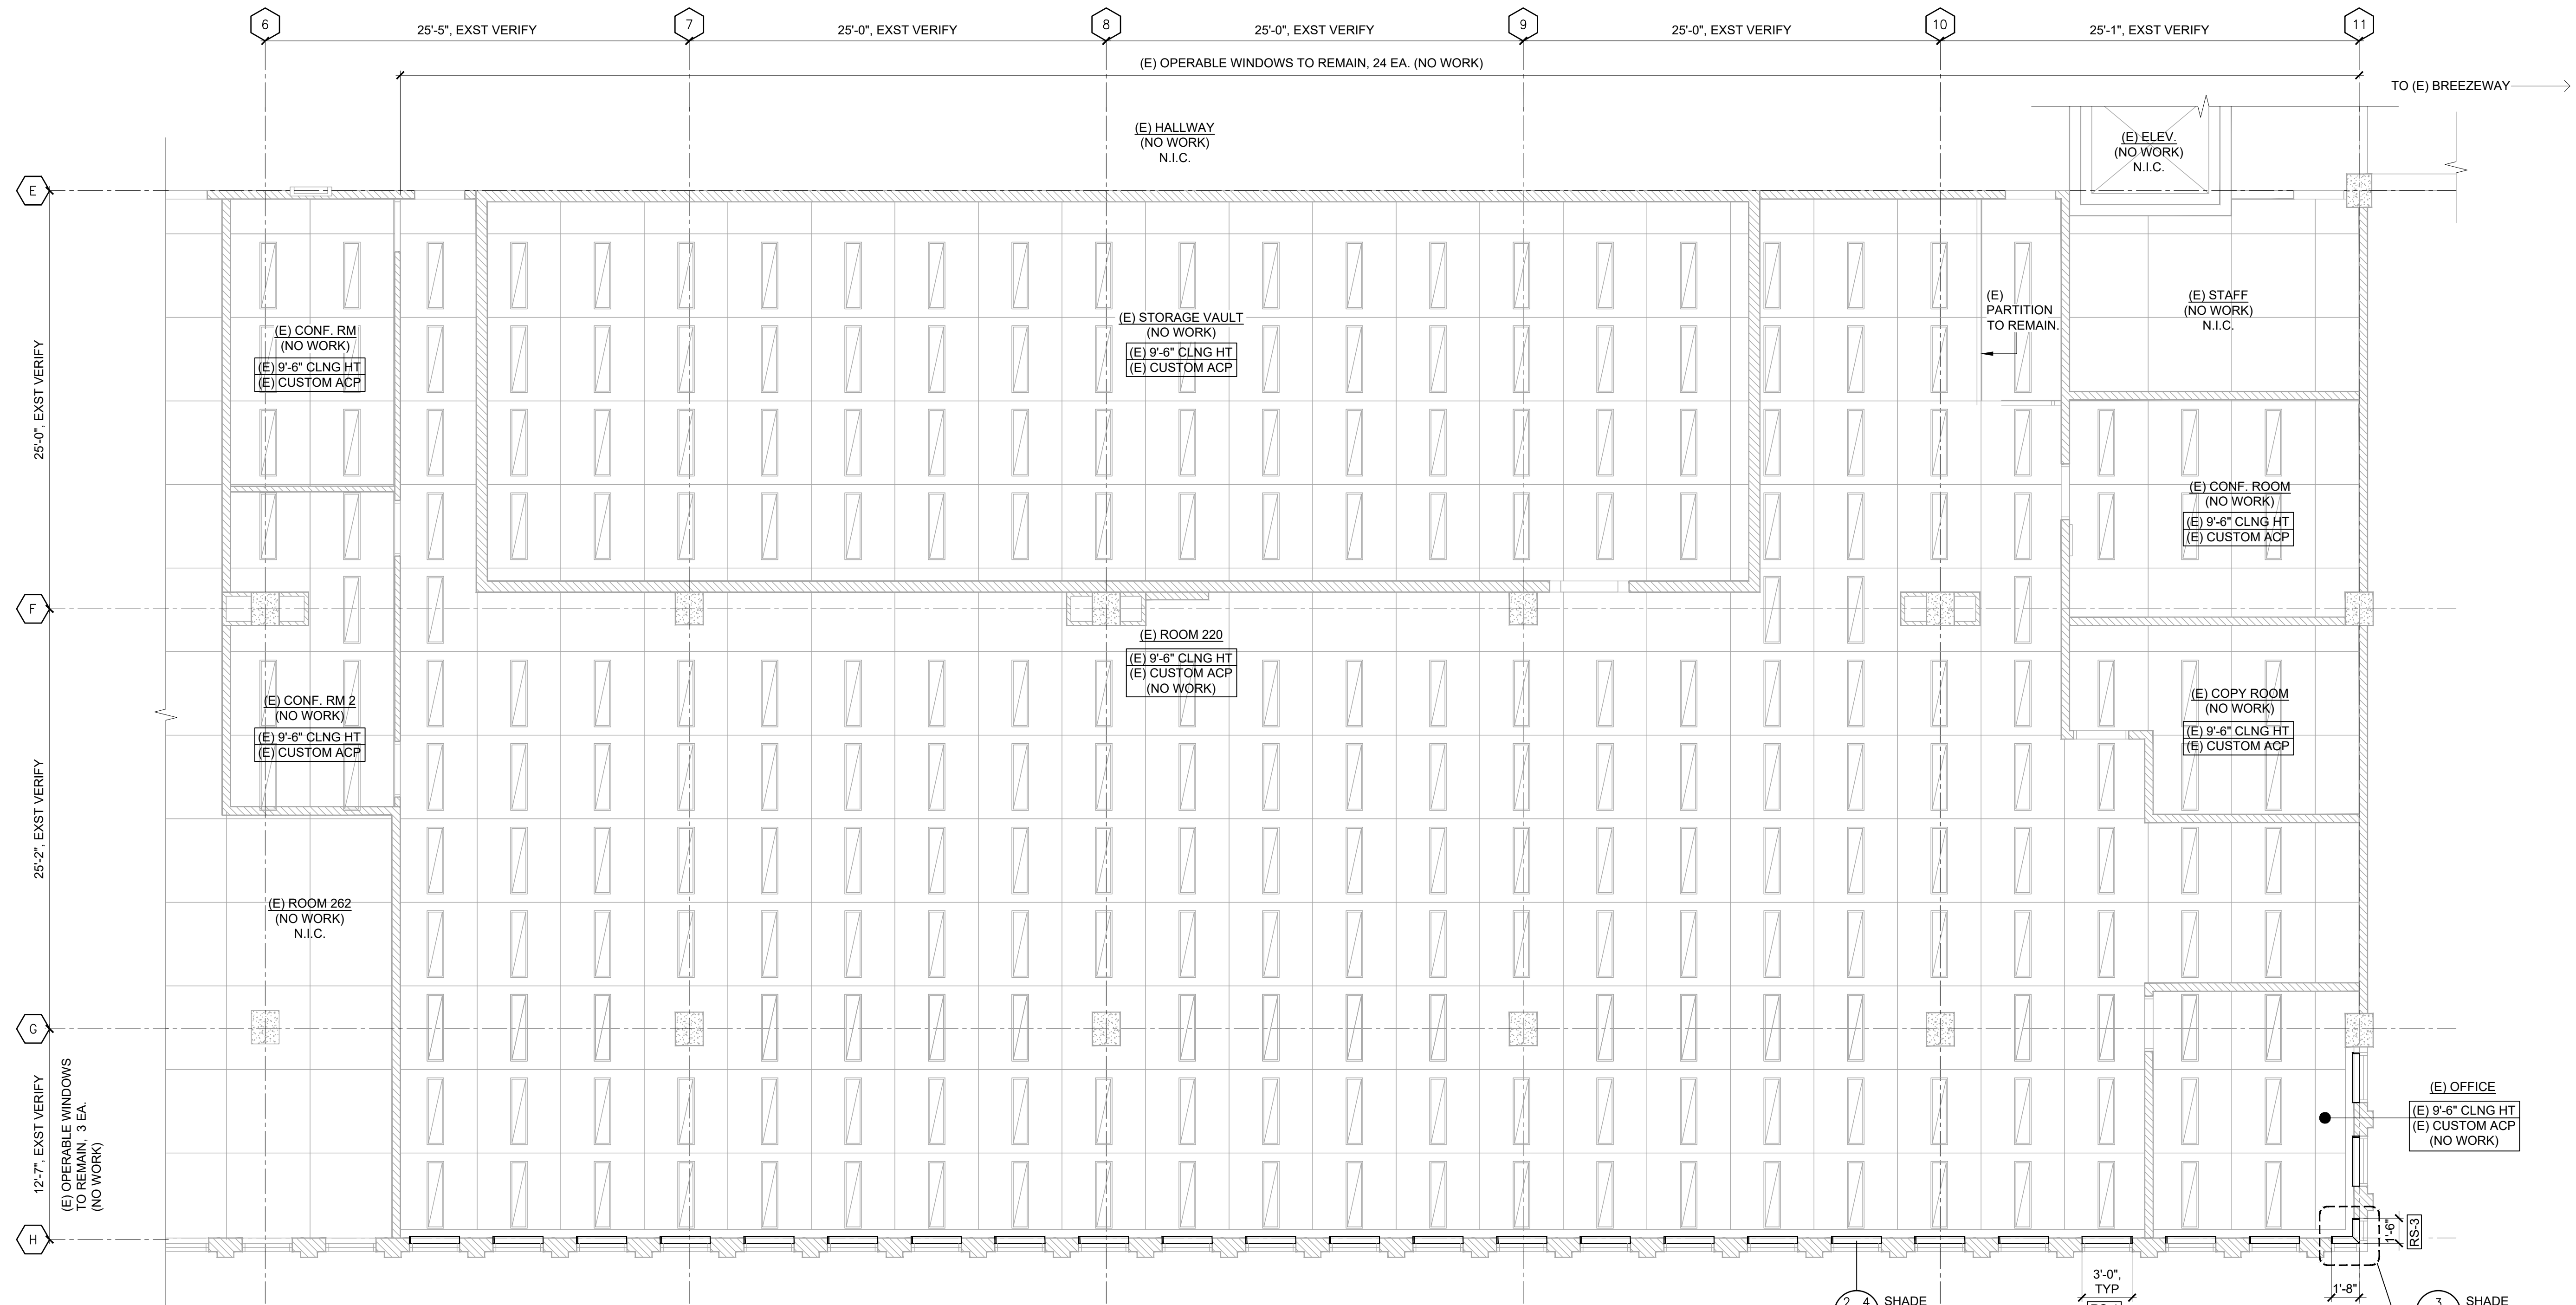 6
7
8
9
10
11
25'-5", EXST VERIFY
25'-0", EXST VERIFY
25'-0", EXST VERIFY
25'-0", EXST VERIFY
25'-1", EXST VERIFY
(E) OPERABLE WINDOWS TO REMAIN, 24 EA. (NO WORK)
TO (E) BREEZEWAY
(E) HALLWAY
(NO WORK)
N.I.C.
(E) ELEV.
(NO WORK)
N.I.C.
E
(E) CONF. RM
(NO WORK)
(E) 9'-6" CLNG HT
(E) CUSTOM ACP
(E) STORAGE VAULT
(NO WORK)
(E) 9'-6" CLNG HT
(E) CUSTOM ACP
(E)
PARTITION
TO REMAIN.
(E) STAFF
(NO WORK)
N.I.C.
25'-0", EXST VERIFY
(E) CONF. ROOM
(NO WORK)
(E) 9'-6" CLNG HT
(E) CUSTOM ACP
F
(E) ROOM 220
(E) 9'-6" CLNG HT
(E) CUSTOM ACP
(NO WORK)
(E) CONF. RM 2
(NO WORK)
(E) 9'-6" CLNG HT
(E) CUSTOM ACP
(E) COPY ROOM
(NO WORK)
(E) 9'-6" CLNG HT
(E) CUSTOM ACP
25'-2", EXST VERIFY
(E) ROOM 262
(NO WORK)
N.I.C.
G
12'-7", EXST VERIFY
(E) OPERABLE WINDOWS
TO REMAIN, 3 EA.
(NO WORK)
(E) OFFICE
(E) 9'-6" CLNG HT
(E) CUSTOM ACP
(NO WORK)
H
1'-6"
RS-3
3'-0",
TYP
1'-8"
2
4
SHADE
3
SHADE